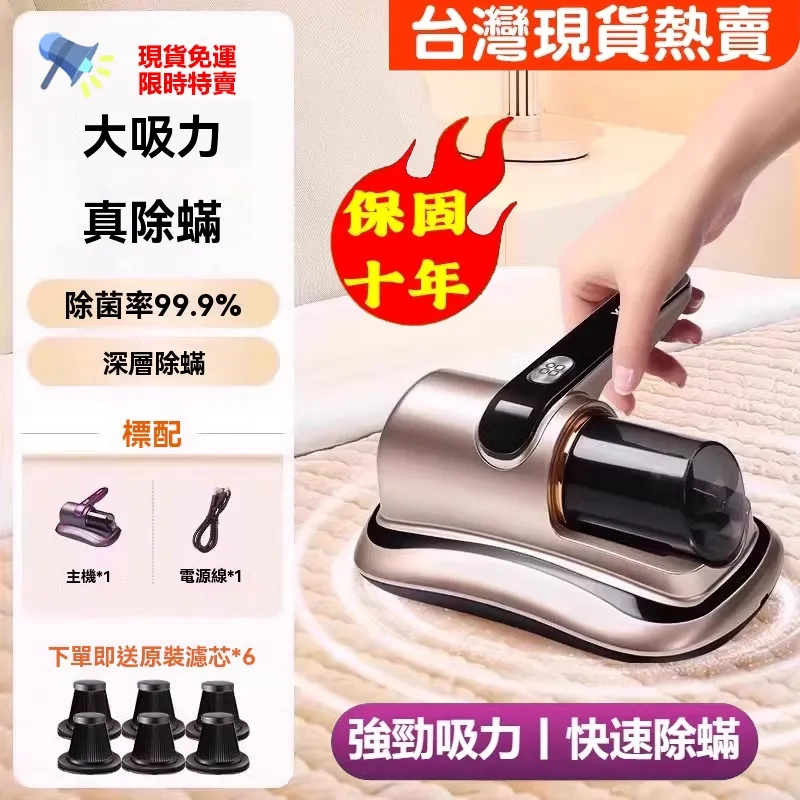 台灣現貨熱賣
現貨免運
限時特賣
大吸力
真除蟎
除菌率99.9%
深層除蟎
標配
主機*1
電源線*1
下單即送原裝濾芯*6
保固
十年
強勁吸力丨快速除蟎